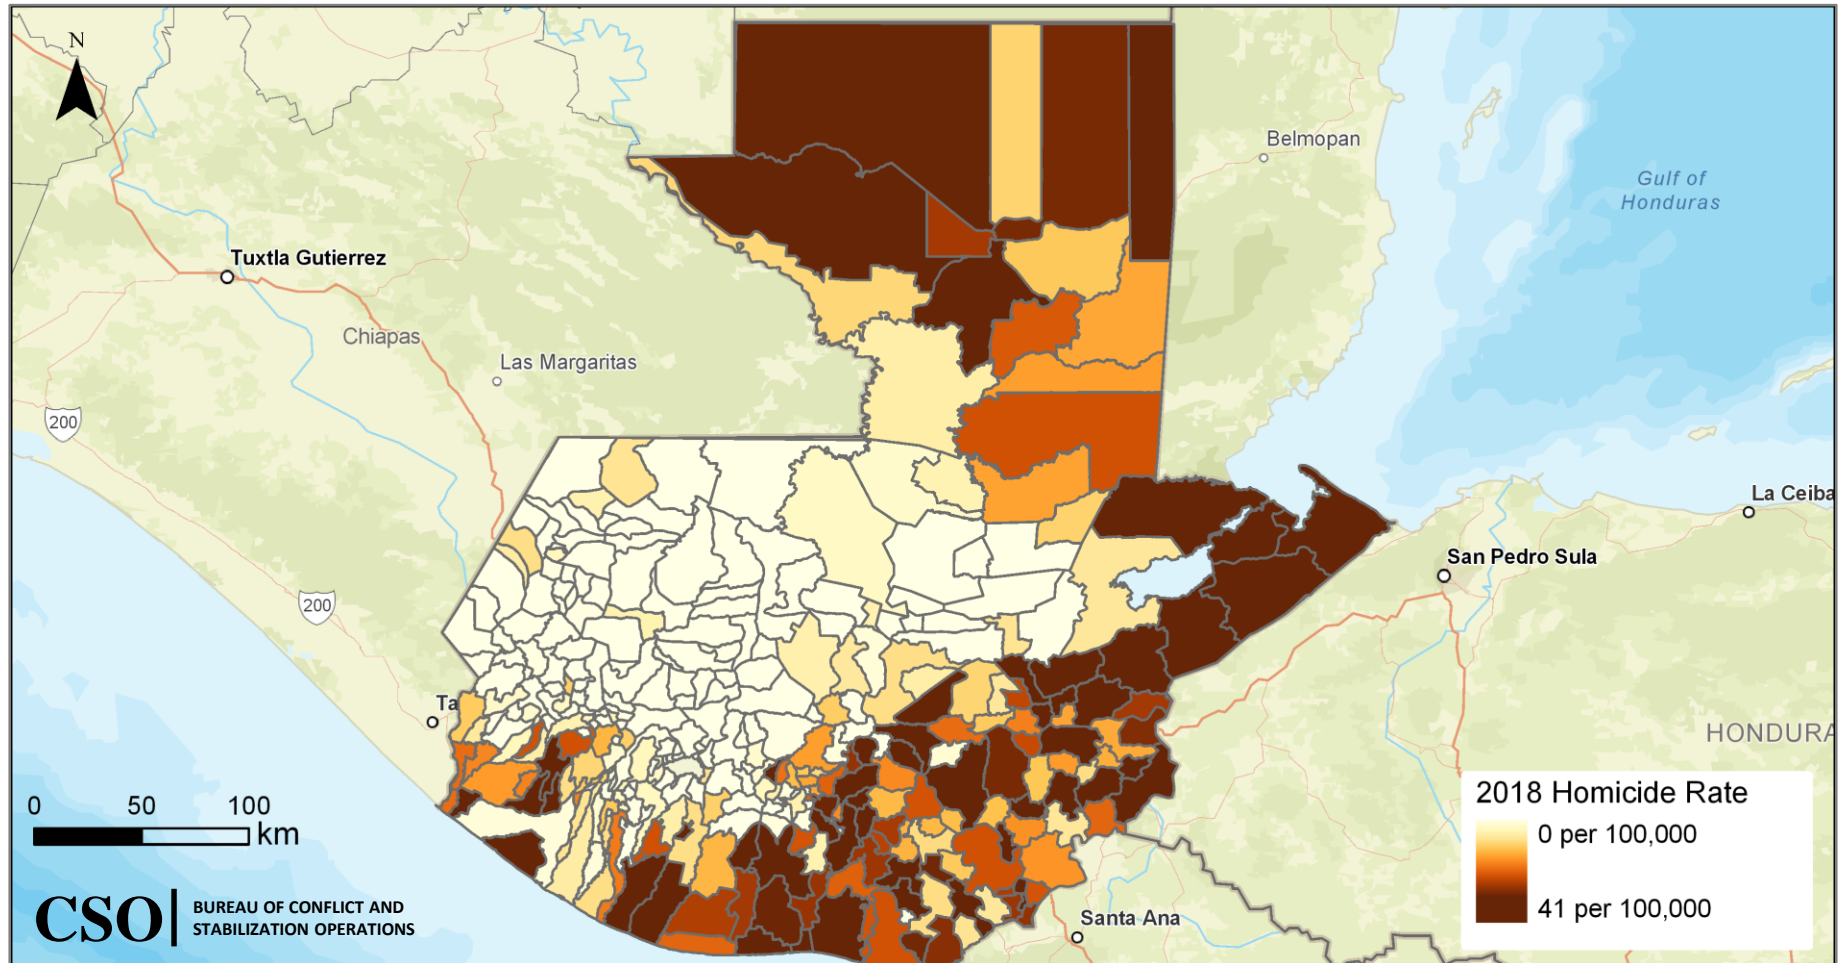 N
Belmopan
Gulf of
Honduras
Tuxtla Gutierrez
Chiapas
Las Margaritas
200
La Ceiba
San Pedro Sula
200
Ta
HONDURA
2018 Homicide Rate
0 per 100,000
41 per 100,000
0 50 100
km
CSO
BUREAU OF CONFLICT AND
STABILIZATION OPERATIONS
Santa Ana